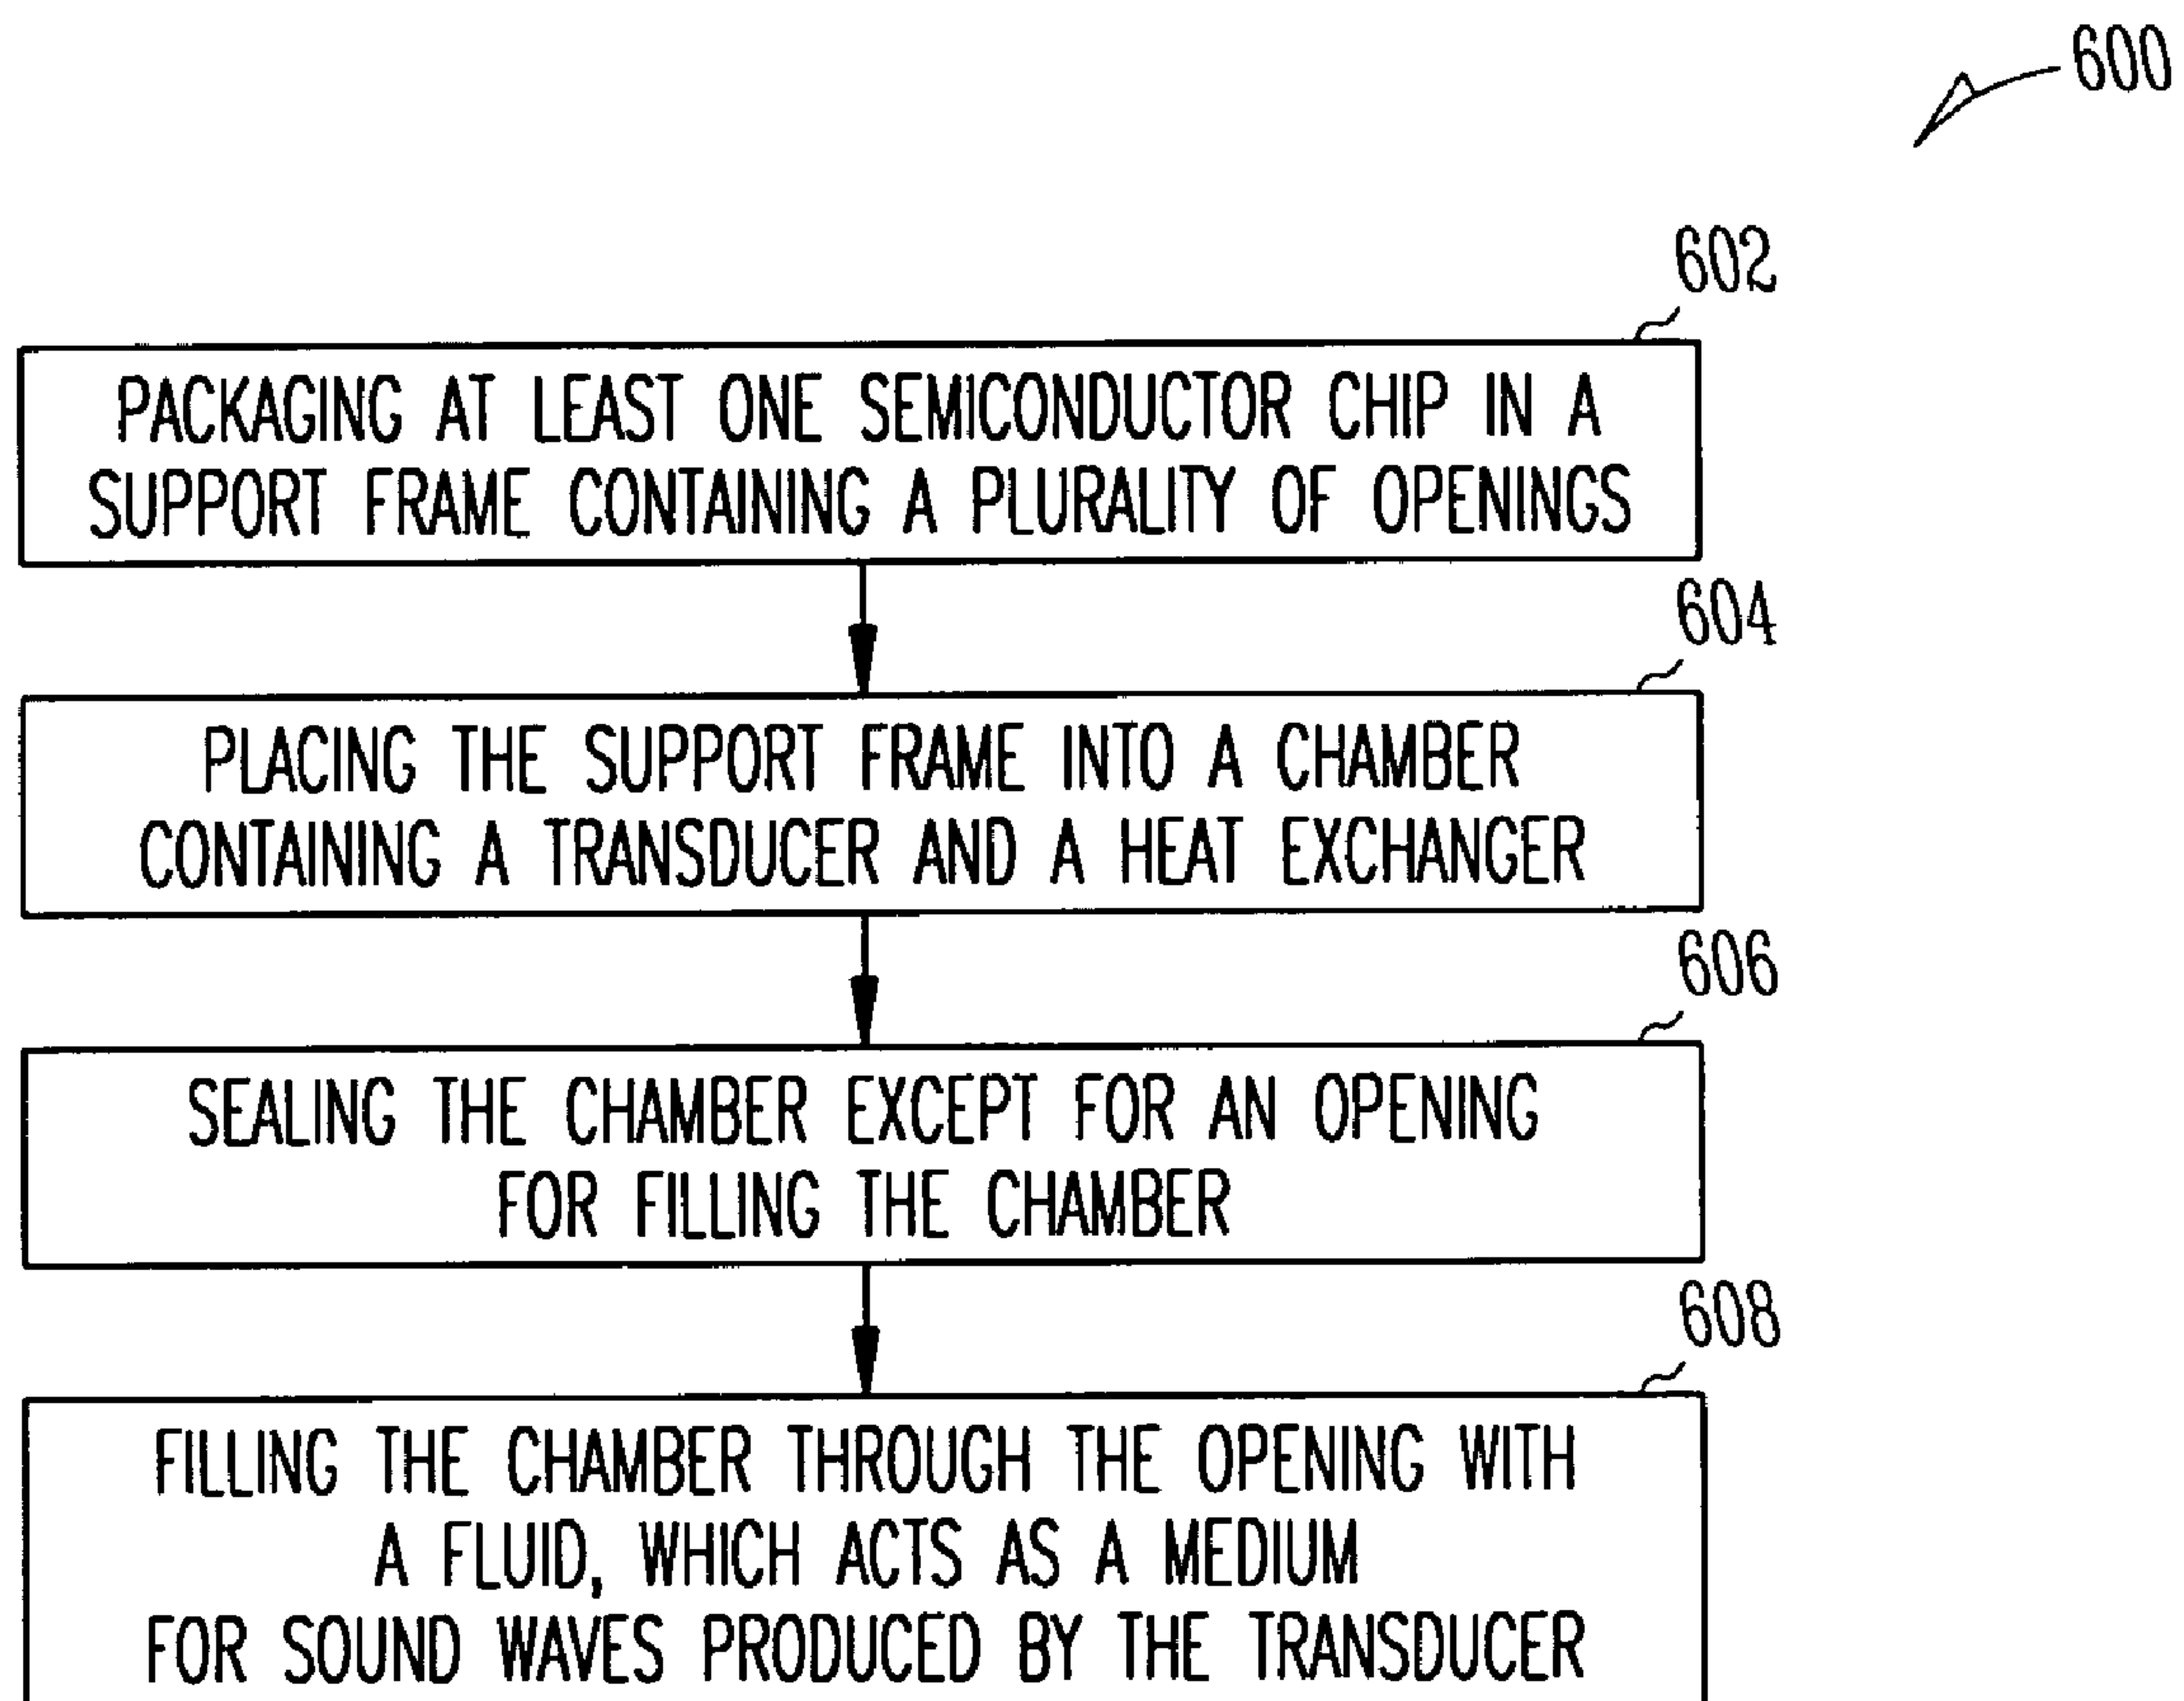 600
602
PACKAGING AT LEAST ONE SEMICONDUCTOR CHIP IN A
SUPPORT FRAME CONTAINING A PLURALITY OF OPENINGS
604
PLACING THE SUPPORT FRAME INTO A CHAMBER
CONTAINING A TRANSDUCER AND A HEAT EXCHANGER
606
SEALING THE CHAMBER EXCEPT FOR AN OPENING
FOR FILLING THE CHAMBER
608
FILLING THE CHAMBER THROUGH THE OPENING WITH
A FLUID, WHICH ACTS AS A MEDIUM
FOR SOUND WAVES PRODUCED BY THE TRANSDUCER